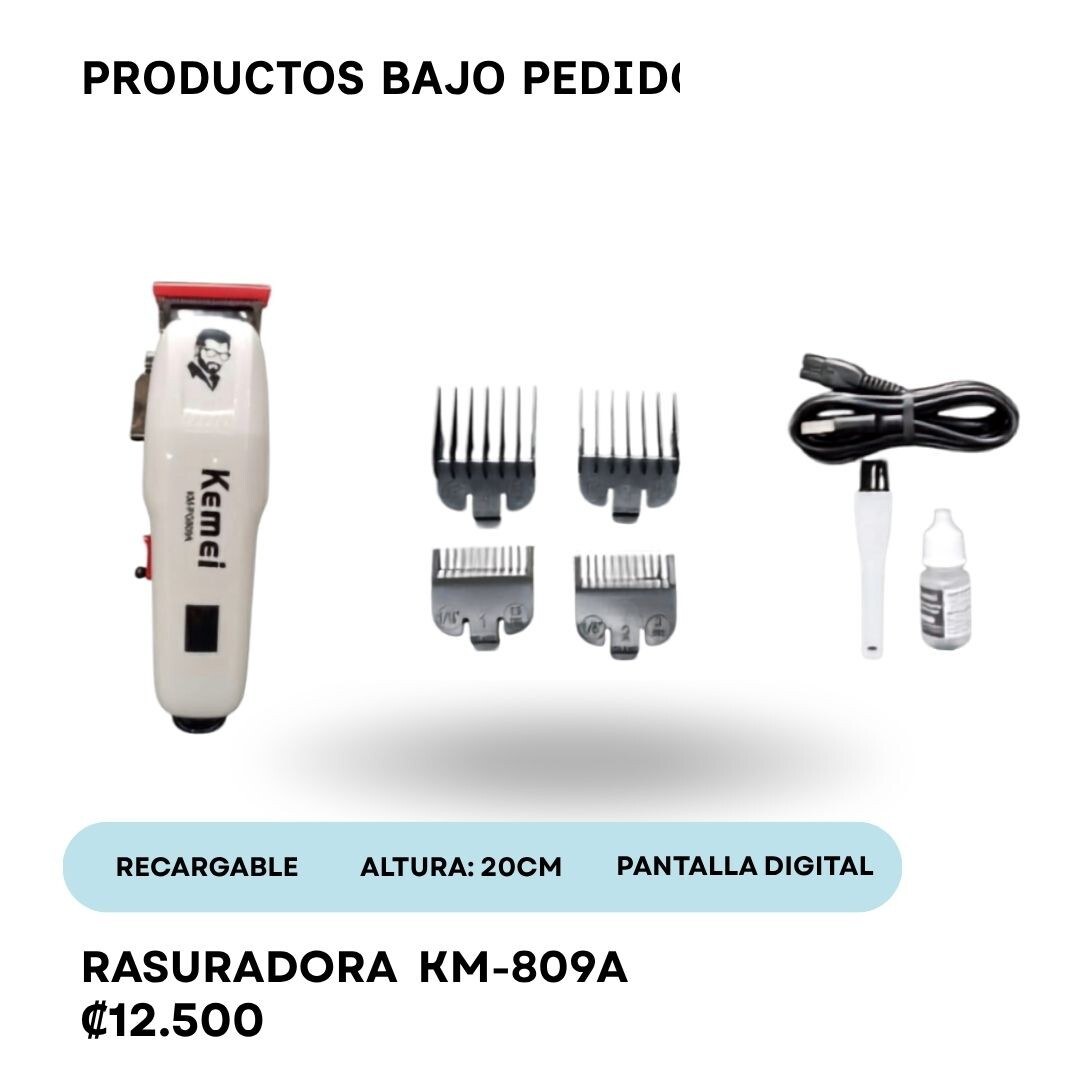 PRODUCTOS BAJO PEDIDO
Kemei
RECARGABLE ALTURA: 20CM PANTALLA DIGITAL
RASURADORA KM-809A
₡12.500